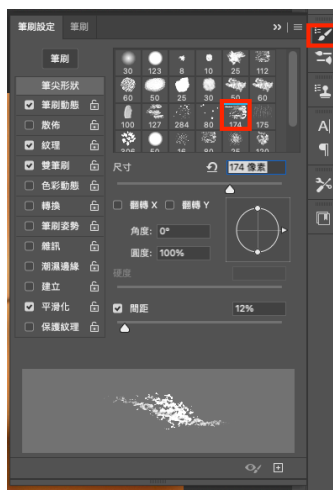 筆刷設定 筆刷
筆刷
30 123 8 10 25 112
筆尖形狀
60 50 25 30 50 60
筆刷動態
100 127 284 80 174 175
散佈
紋理
雙筆刷
尺寸 174 像素
色彩動態
轉換
翻轉 X 翻轉 Y
筆刷姿勢
角度: 0°
雜訊
圓度: 100%
潮濕邊緣
硬度
建立
平滑化
間距 12%
保護紋理